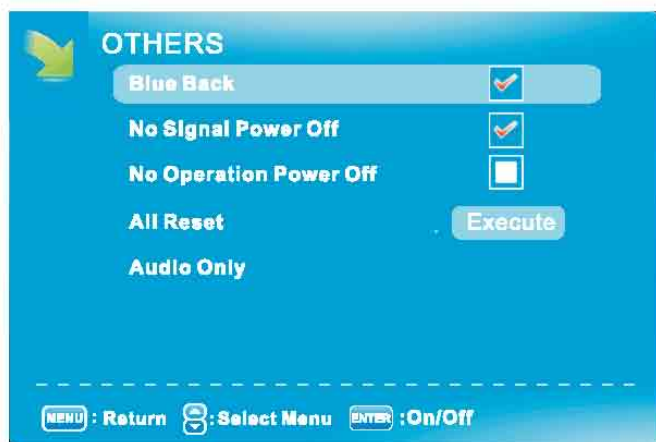 OTHERS
Blue Back
No Signal Power Off
No Operation Power Off
All Reset Execute
Audio Only
MENU : Return : Select Menu ENTER : On/Off